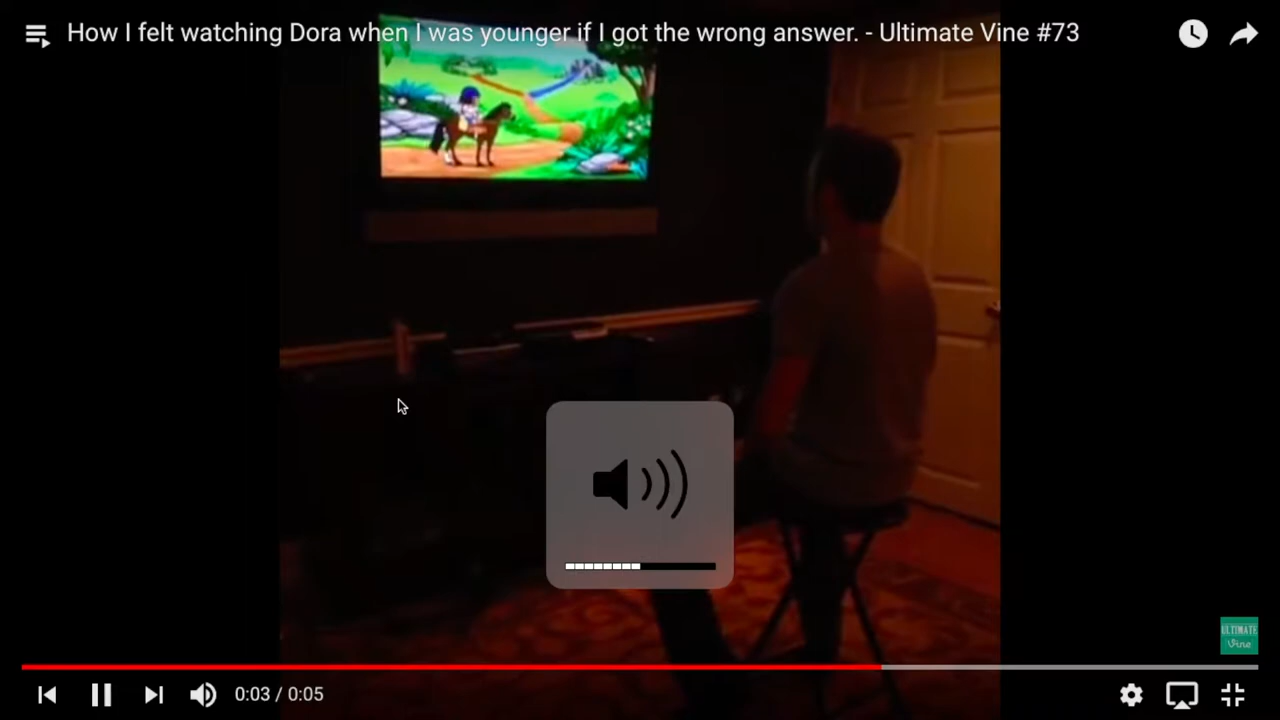 How I felt watching Dora when I was younger if I got the wrong answer. - Ultimate Vine #73
ULTIMATE
Vine
0:03 / 0:05